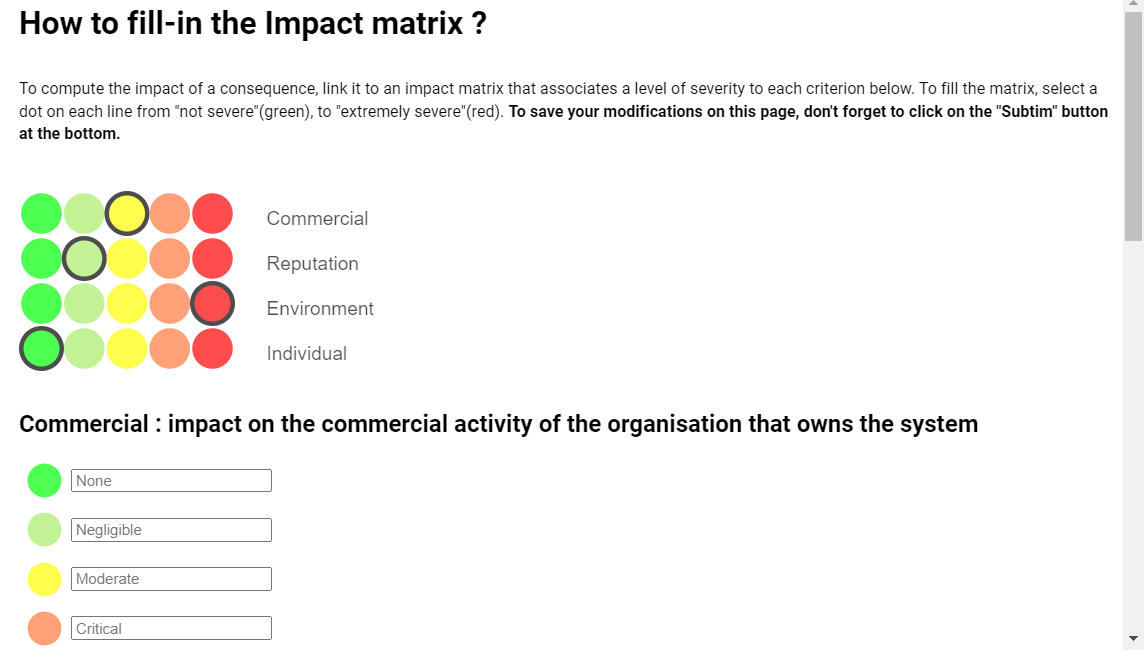 How to fill-in the Impact matrix ?
To compute the impact of a consequence, link it to an impact matrix that associates a level of severity to each criterion below. To fill the matrix, select a
dot on each line from "not severe"(green), to "extremely severe"(red). To save your modifications on this page, don't forget to click on the "Subtim" button
at the bottom.
Commercial
Reputation
Environment
Individual
Commercial : impact on the commercial activity of the organisation that owns the system
None
Negligible
Moderate
Critical